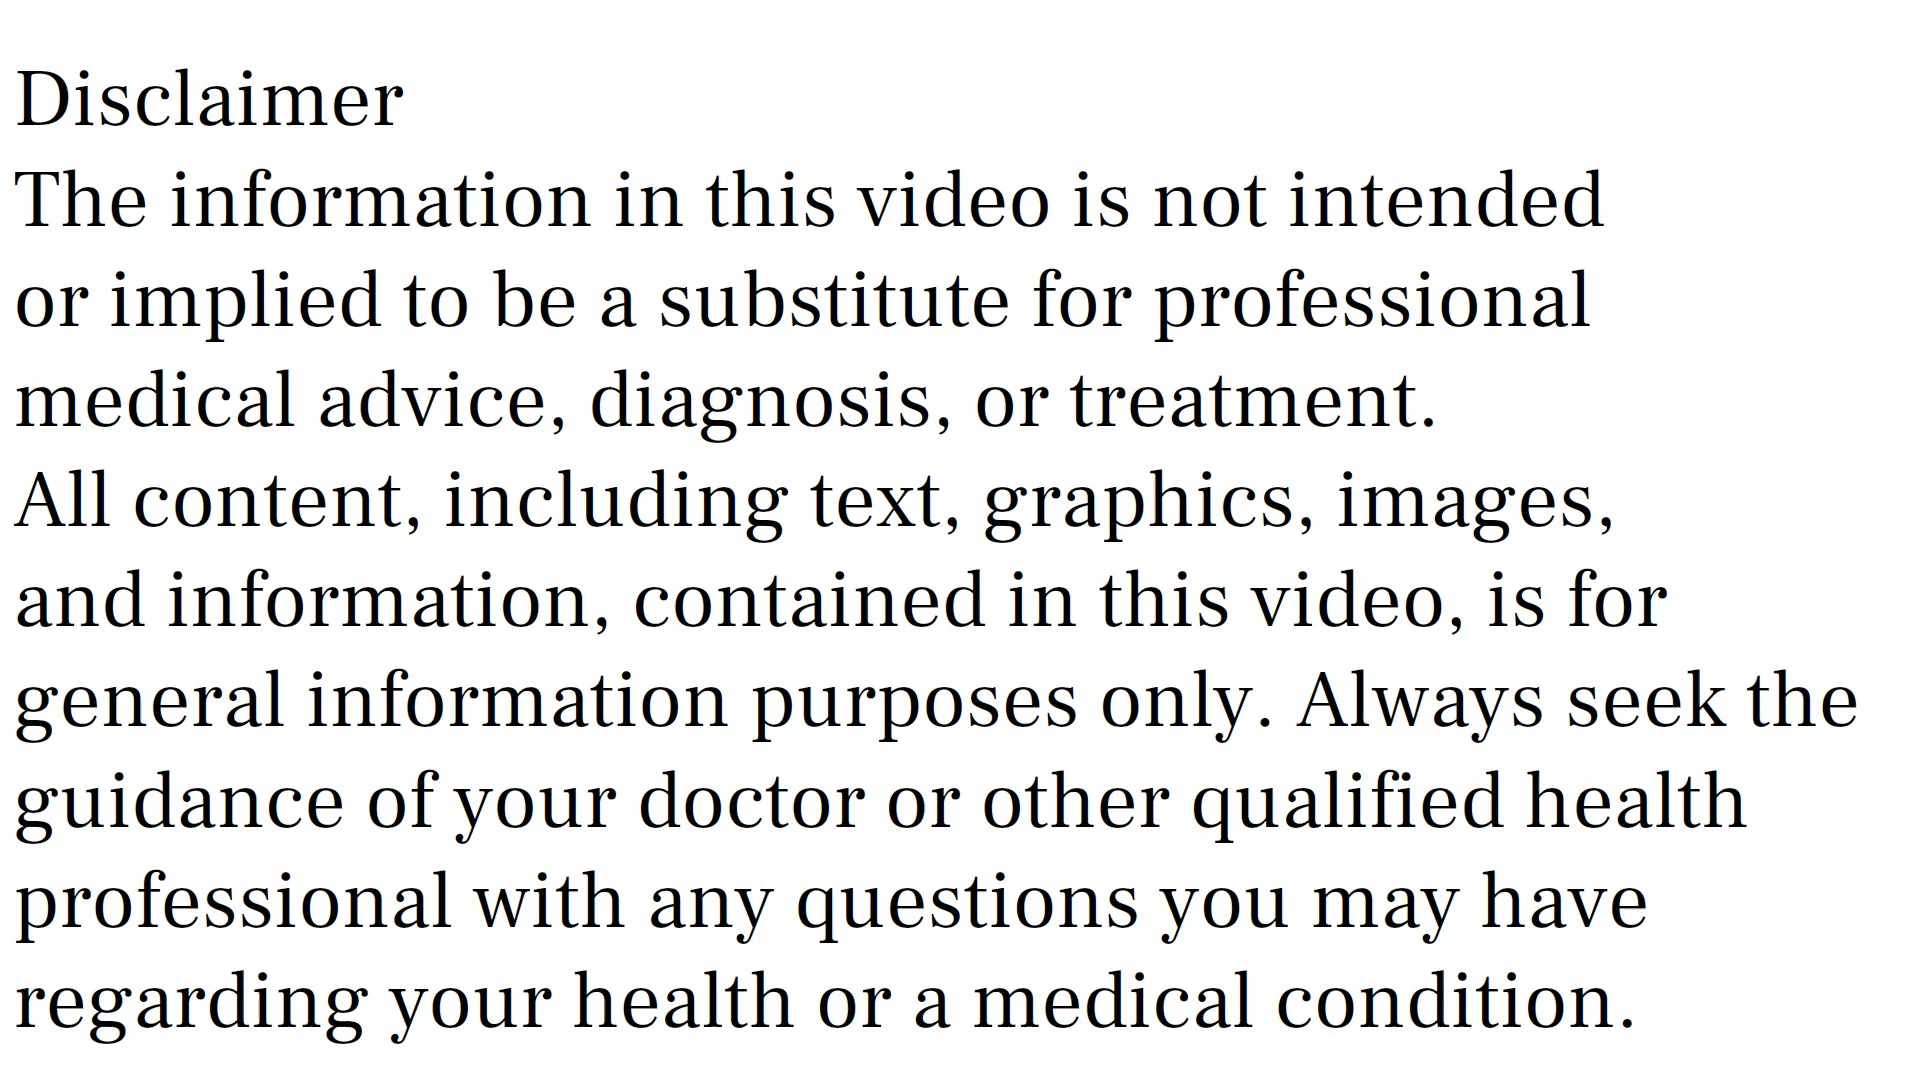 Disclaimer
The information in this video is not intended
or implied to be a substitute for professional
medical advice, diagnosis, or treatment.
All content, including text, graphics, images,
and information, contained in this video, is for
general information purposes only. Always seek the
guidance of your doctor or other qualified health
professional with any questions you may have
regarding your health or a medical condition.